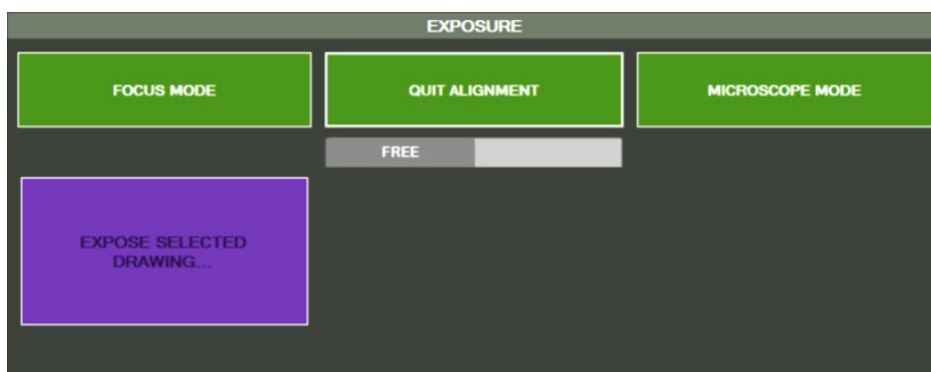 EXPOSURE
FOCUS MODE
QUIT ALIGNMENT
MICROSCOPE MODE
FREE
EXPOSE SELECTED
DRAWING...